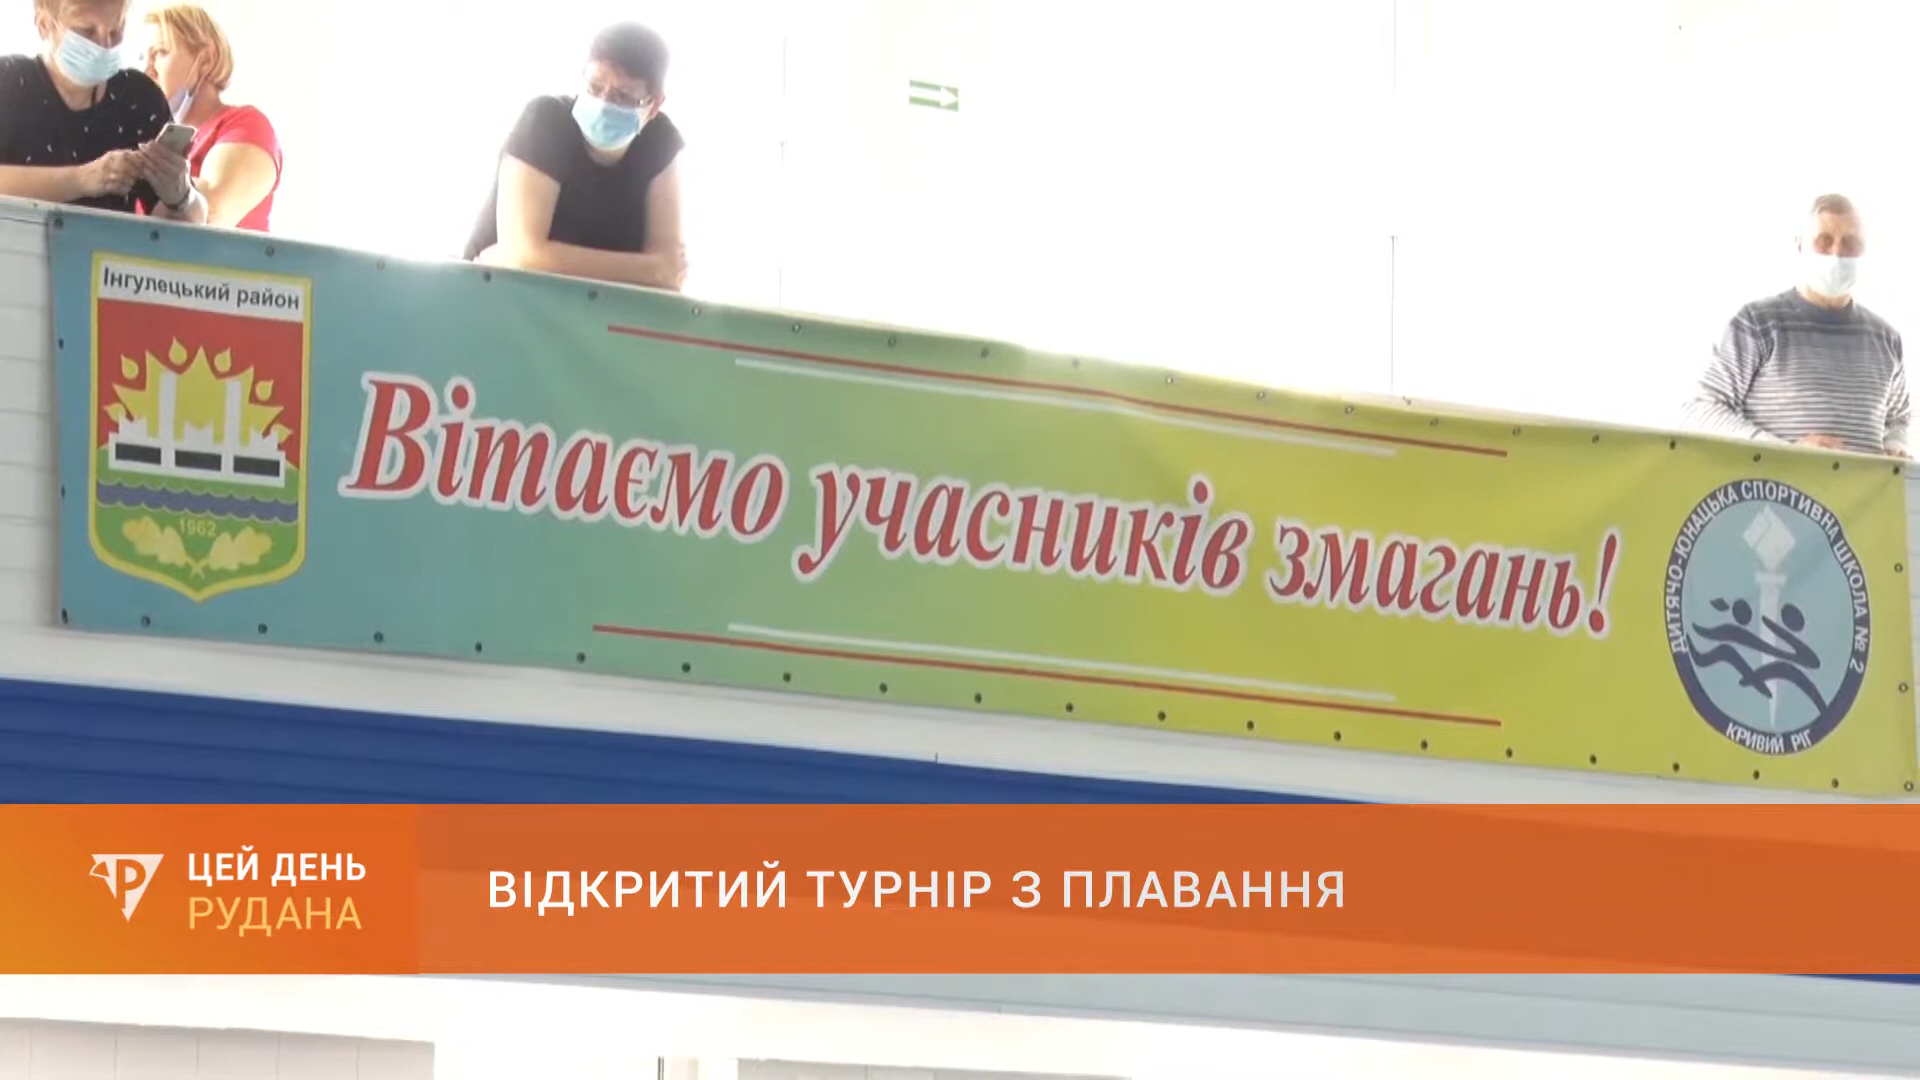 Інгулецький район
1962
Вітаємо учасників змагань!
ДИТЯЧО-ЮНАЦЬКА СПОРТИВНА ШКОЛА № 2
КРИВИЙ РІГ
ЦЕЙ ДЕНЬ
РУДАНА
ВІДКРИТИЙ ТУРНІР З ПЛАВАННЯ